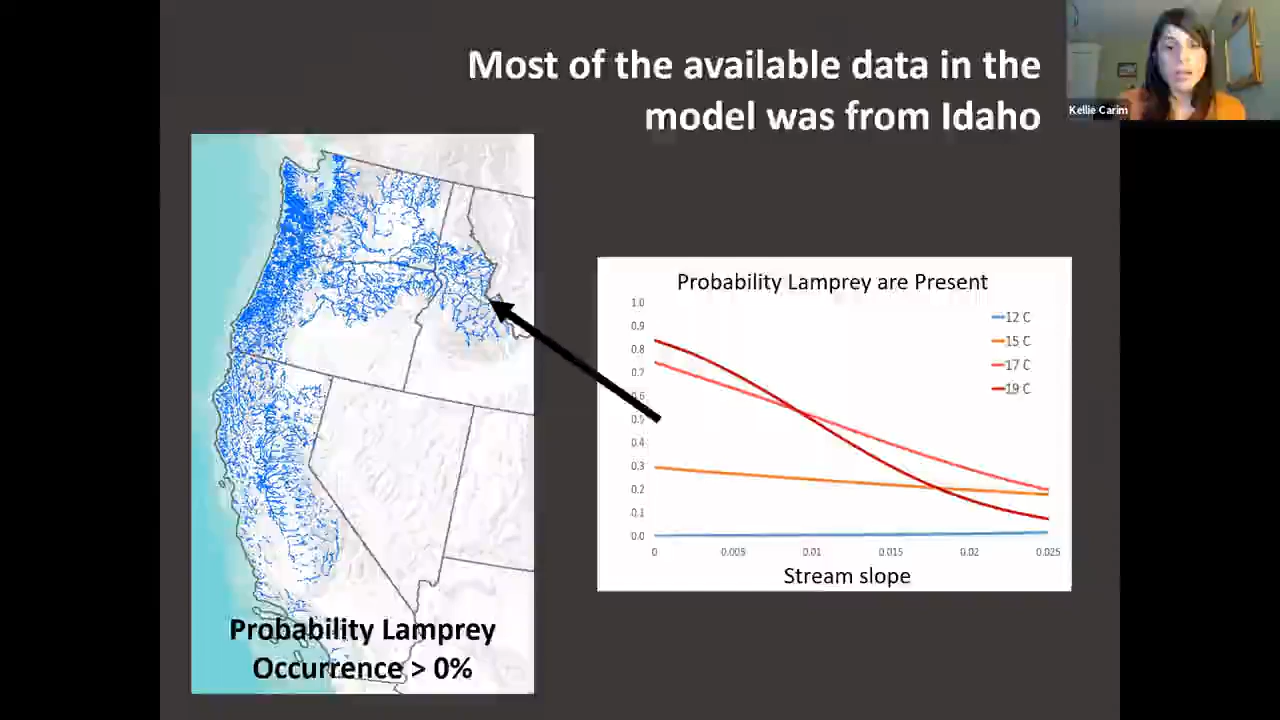 Most of the available data in the
model was from Idaho
Kellie Carim
Probability Lamprey
Occurrence > 0%
Probability Lamprey are Present
1.0
0.9
0.8
0.7
0.6
0.5
0.4
0.3
0.2
0.1
0.0
0
0.005
0.01
0.015
0.02
0.025
12 C
15 C
17 C
19 C
Stream slope